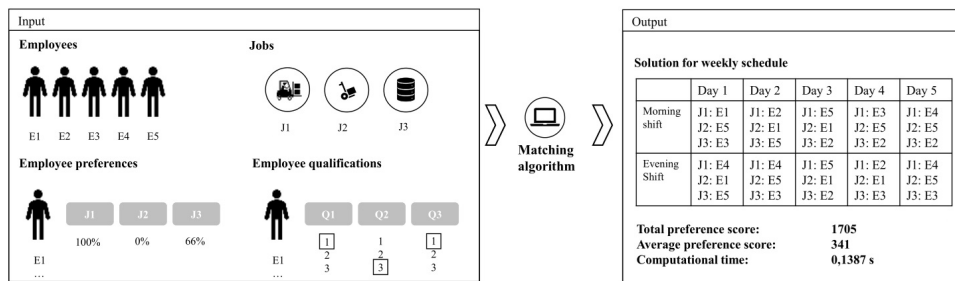 Input
Employees
E1 E2 E3 E4 E5
Jobs
J1 J2 J3
Employee preferences
J1 J2 J3
100% 0% 66%
E1
...
Employee qualifications
Q1 Q2 Q3
1 1 1
2 2 2
3 3 3
E1
...
Matching
algorithm
Output
Solution for weekly schedule
Day 1 Day 2 Day 3 Day 4 Day 5
Morning J1: E1 J1: E2 J1: E5 J1: E3 J1: E4
shift J2: E5 J2: E1 J2: E1 J2: E5 J2: E5
J3: E3 J3: E5 J3: E2 J3: E2 J3: E2
Evening J1: E4 J1: E4 J1: E5 J1: E2 J1: E4
Shift J2: E1 J2: E5 J2: E1 J2: E1 J2: E5
J3: E5 J3: E3 J3: E2 J3: E3 J3: E3
Total preference score: 1705
Average preference score: 341
Computational time: 0,1387 s